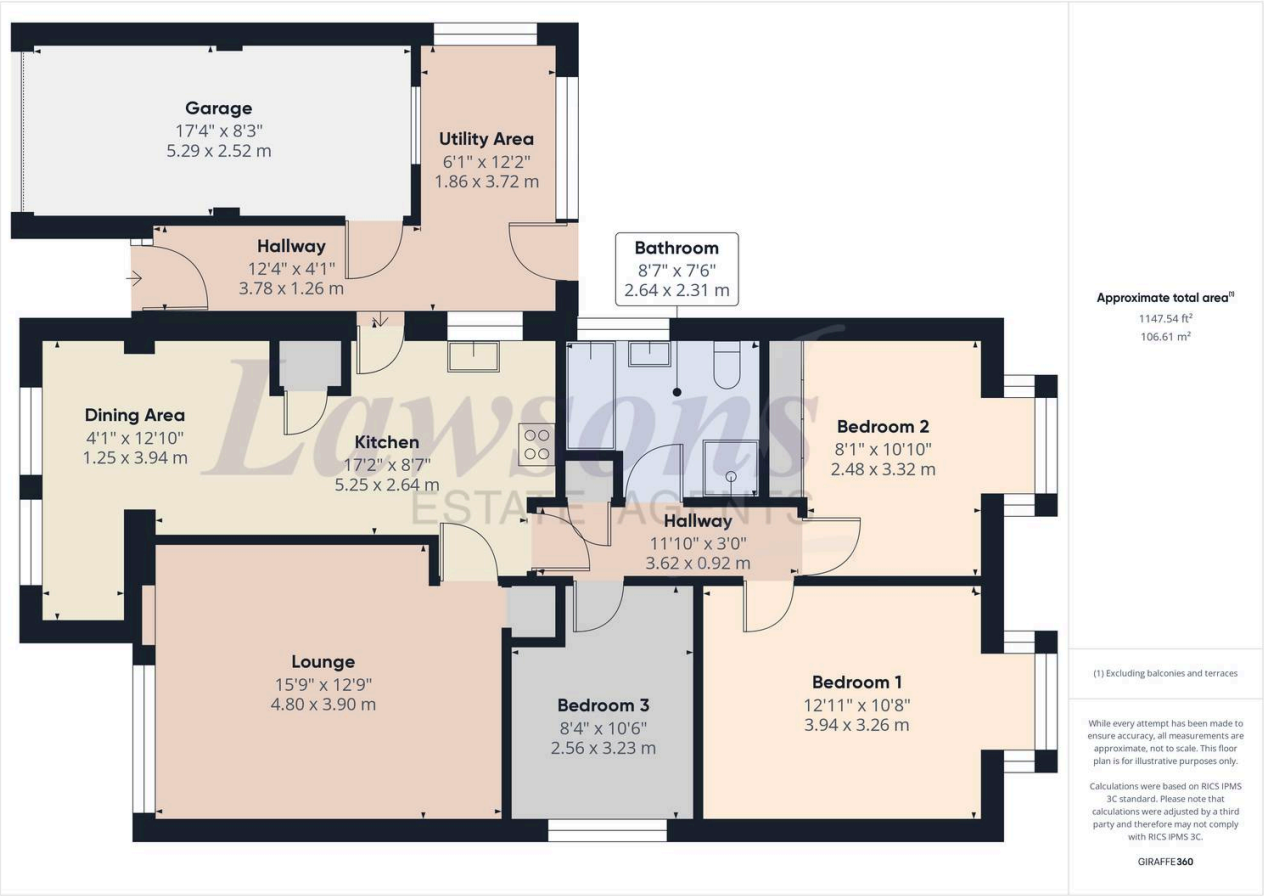 Garage
17'4" x 8'3"
5.29 x 2.52 m
Utility Area
6'1" x 12'2"
1.86 x 3.72 m
Hallway
12'4" x 4'1"
3.78 x 1.26 m
Bathroom
8'7" x 7'6"
2.64 x 2.31 m
Dining Area
4'1" x 12'10"
1.25 x 3.94 m
Kitchen
17'2" x 8'7"
5.25 x 2.64 m
Bedroom 2
8'1" x 10'10"
2.48 x 3.32 m
Lawsons
ESTATE AGENTS
Hallway
11'10" x 3'0"
3.62 x 0.92 m
Lounge
15'9" x 12'9"
4.80 x 3.90 m
Bedroom 3
8'4" x 10'6"
2.56 x 3.23 m
Bedroom 1
12'11" x 10'8"
3.94 x 3.26 m
Approximate total area⁽¹⁾
1147.54 ft²
106.61 m²
(1) Excluding balconies and terraces
While every attempt has been made to
ensure accuracy, all measurements are
approximate, not to scale. This floor
plan is for illustrative purposes only.
Calculations were based on RICS IPMS
3C standard. Please note that
calculations were adjusted by a third
party and therefore may not comply
with RICS IPMS 3C.
GIRAFFE360